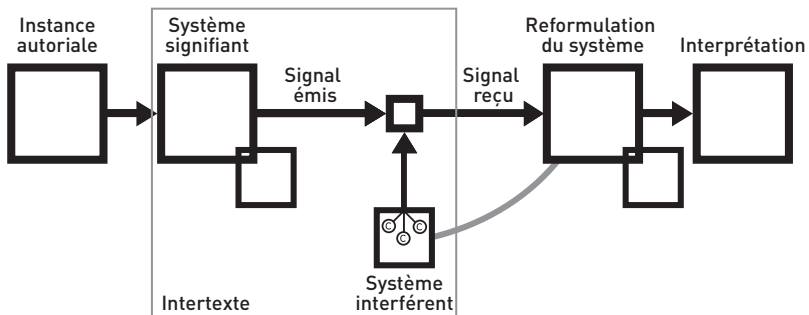 Instance
autoriale
Système
signifiant
Signal
émis
Signal
reçu
Reformulation
du système
Interprétation
C
C
C
Système
interférent
Intertexte